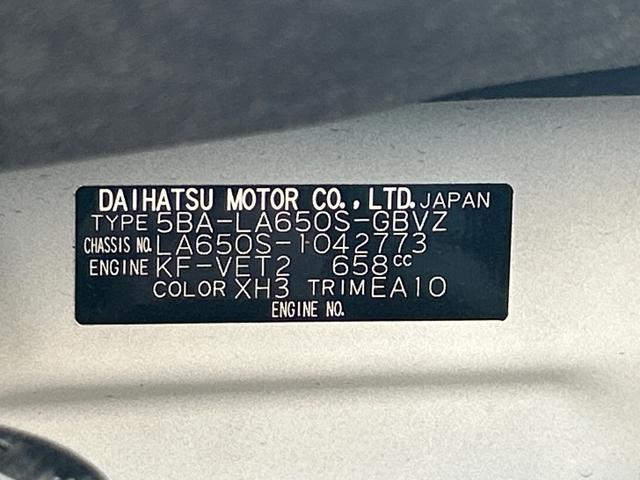 DAIHATSU MOTOR CO., LTD. JAPAN
TYPE 5BA-LA650S-GBVZ
CHASSIS NO. LA650S-1042773
ENGINE KF-VET2 658cc
COLOR XH3 TRIM EA10
ENGINE NO.